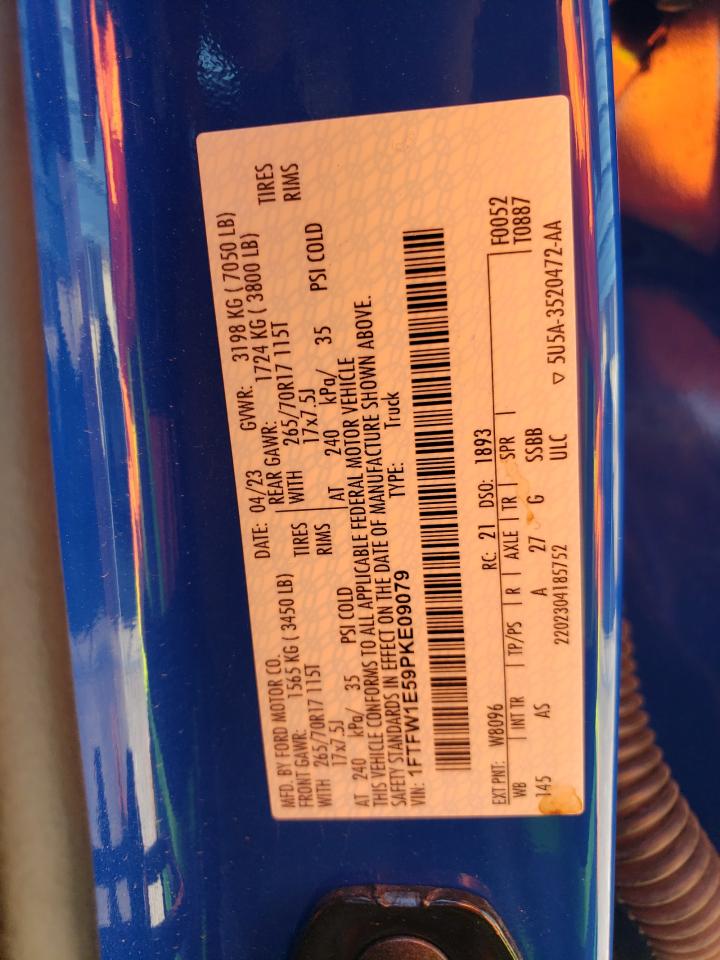 MFD. BY FORD MOTOR CO. DATE: 04/23 GVWR: 3198 KG ( 7050 LB)
FRONT GAWR: 1565 KG ( 3450 LB) REAR GAWR: 1724 KG ( 3800 LB)
WITH 265/70R17 115T TIRES WITH 265/70R17 115T TIRES
17x7.5J RIMS 17x7.5J RIMS
AT 240 kPa/ 35 PSI COLD AT 240 kPa/ 35 PSI COLD
THIS VEHICLE CONFORMS TO ALL APPLICABLE FEDERAL MOTOR VEHICLE
SAFETY STANDARDS IN EFFECT ON THE DATE OF MANUFACTURE SHOWN ABOVE.
VIN: 1FTFW1E59PKE09079 TYPE: Truck
F0052
EXT PNT: W8096 RC: 21 DSO: 1893 T0887
WB INT TR TP/PS R AXLE TR SPR
145 AS A 27 G SSBB
2202304185752 ULC ▽ 5U5A-3520472-AA